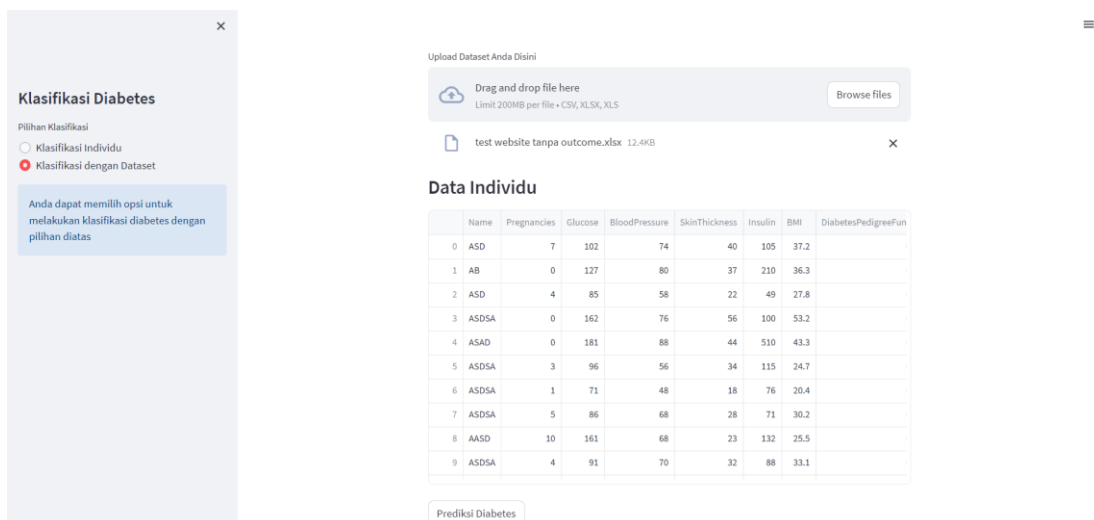 Klasifikasi Diabetes
Pilihan Klasifikasi
Klasifikasi Individu
Klasifikasi dengan Dataset
Anda dapat memilih opsi untuk
melakukan klasifikasi diabetes dengan
pilihan diatas
Upload Dataset Anda Disini
Drag and drop file here
Limit 200MB per file • CSV, XLSX, XLS
Browse files
test website tanpa outcome.xlsx 12.4KB
Data Individu
Name Pregnancies Glucose BloodPressure SkinThickness Insulin BMI DiabetesPedigreeFun
0 ASD 7 102 74 40 105 37.2
1 AB 0 127 80 37 210 36.3
2 ASD 4 85 58 22 49 27.8
3 ASDSA 0 162 76 56 100 53.2
4 ASAD 0 181 88 44 510 43.3
5 ASDSA 3 96 56 34 115 24.7
6 ASDSA 1 71 48 18 76 20.4
7 ASDSA 5 86 68 28 71 30.2
8 AASD 10 161 68 23 132 25.5
9 ASDSA 4 91 70 32 88 33.1
Prediksi Diabetes